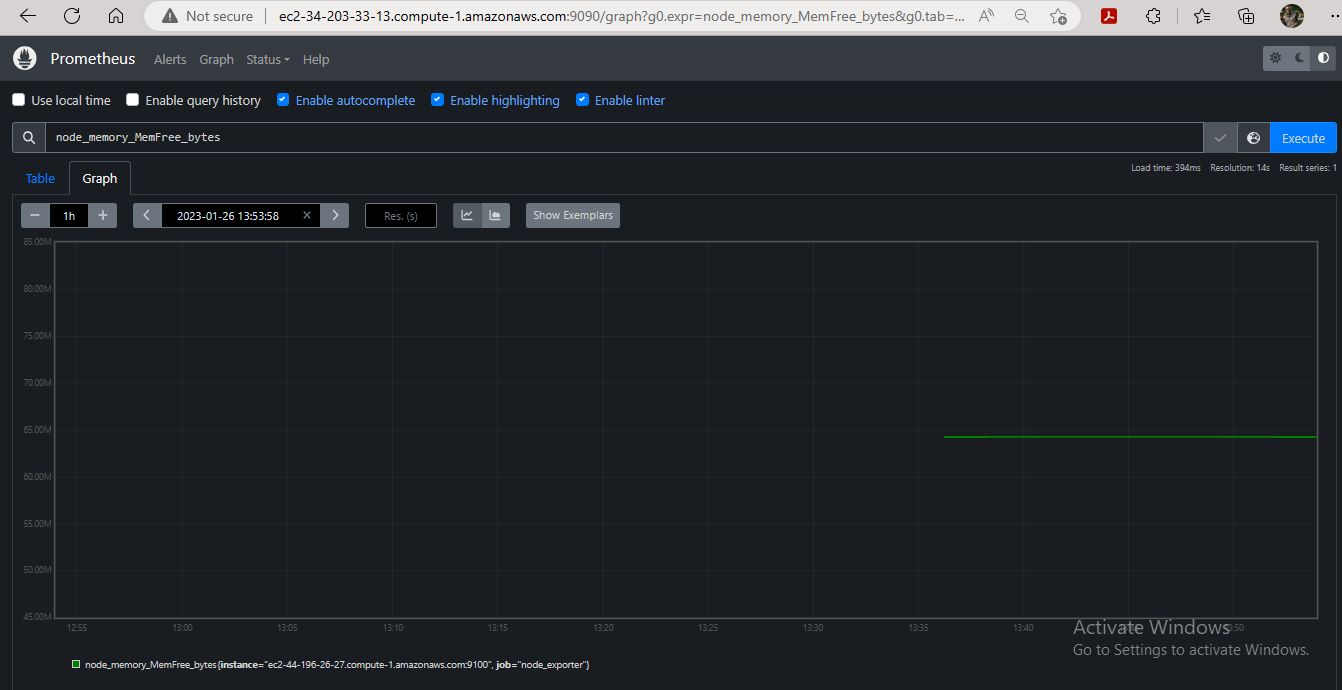 Not secure ec2-34-203-33-13.compute-1.amazonaws.com:9090/graph?g0.expr=node_memory_MemFree_bytes&g0.tab=...
Prometheus Alerts Graph Status Help
Use local time Enable query history Enable autocomplete Enable highlighting Enable linter
node_memory_MemFree_bytes Execute
Load time: 394ms Resolution: 14s Result series: 1
Table Graph
1h 2023-01-26 13:53:58 Res. (s) Show Exemplars
85.00M
80.00M
75.00M
70.00M
65.00M
60.00M
55.00M
50.00M
45.00M
12:55 13:00 13:05 13:10 13:15 13:20 13:25 13:30 13:35 13:40 :50
Activate Windows
Go to Settings to activate Windows.
node_memory_MemFree_bytes{instance="ec2-44-196-26-27.compute-1.amazonaws.com:9100", job="node_exporter"}